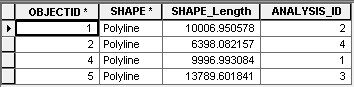 OBJECTID * SHAPE * SHAPE_Length ANALYSIS_ID
1 Polyline 10006.950578 2
2 Polyline 6398.082157 4
4 Polyline 9996.993084 1
5 Polyline 13789.601841 3